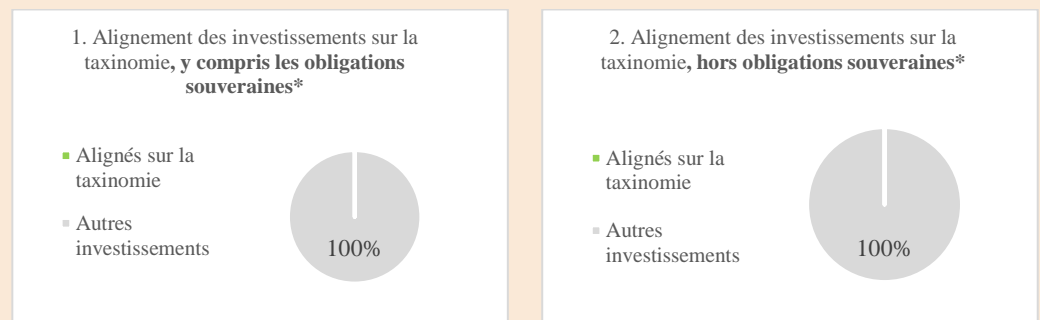 1. Alignement des investissements sur la
taxinomie, y compris les obligations
souveraines*
Alignés sur la
taxinomie
Autres
investissements
100%
2. Alignement des investissements sur la
taxinomie, hors obligations souveraines*
Alignés sur la
taxinomie
Autres
investissements
100%